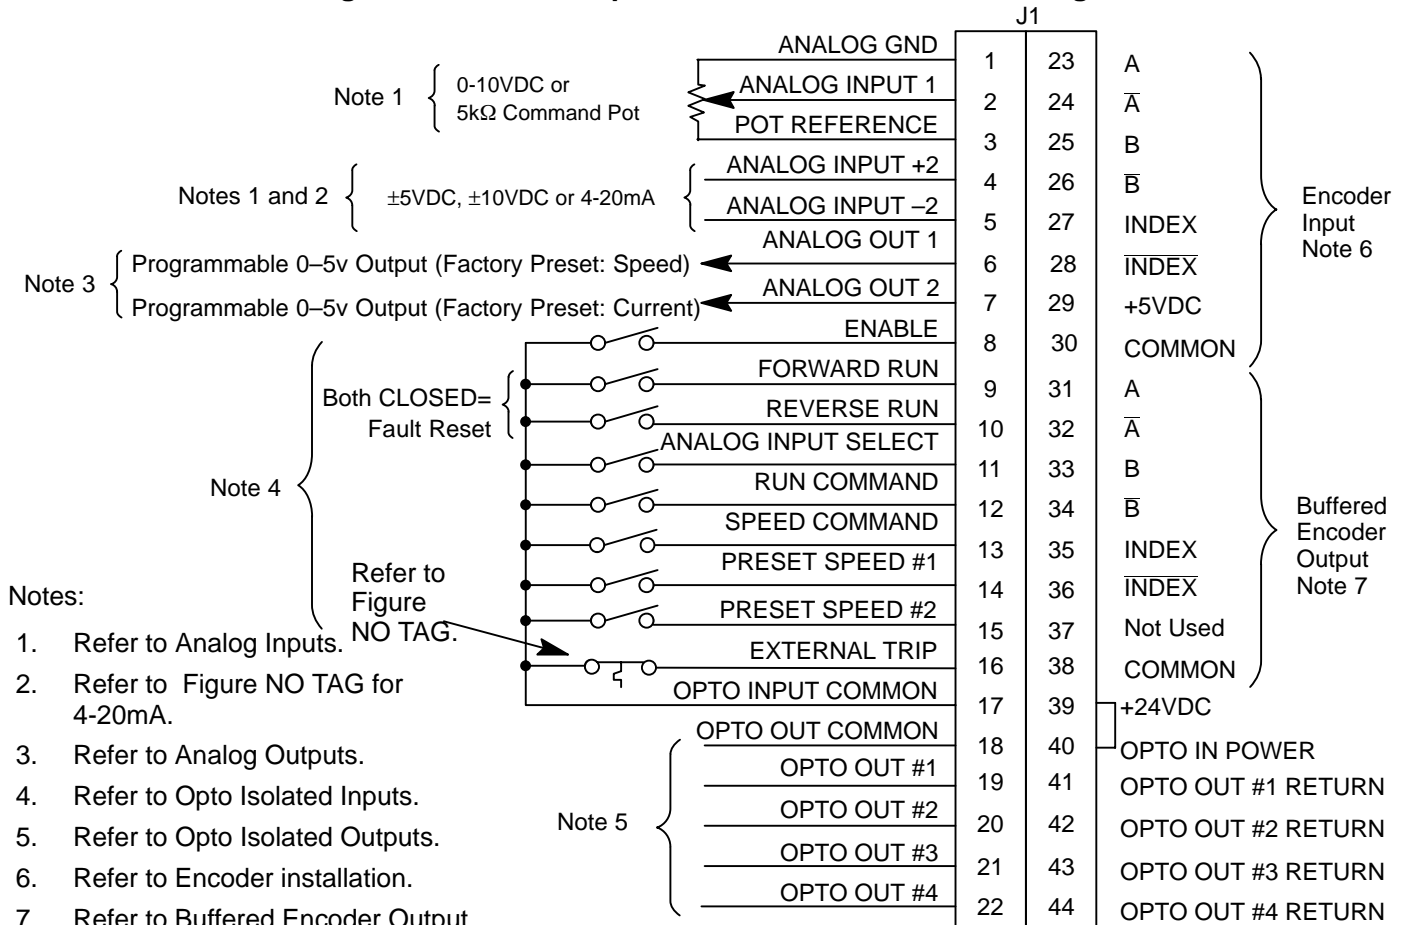 J1
ANALOG GND 1 23 A
Note 1 0-10VDC or ANALOG INPUT 1 2 24 A
5kΩ Command Pot
POT REFERENCE 3 25 B
ANALOG INPUT +2 4 26 B
Notes 1 and 2 ±5VDC, ±10VDC or 4-20mA
ANALOG INPUT –2 5 27 INDEX
Encoder
Input
Note 6
ANALOG OUT 1 6 28 INDEX
Note 3 Programmable 0–5v Output (Factory Preset: Speed)
ANALOG OUT 2 7 29 +5VDC
Programmable 0–5v Output (Factory Preset: Current)
ENABLE 8 30 COMMON
FORWARD RUN 9 31 A
Both CLOSED=
Fault Reset
REVERSE RUN 10 32 A
ANALOG INPUT SELECT 11 33 B
Note 4
RUN COMMAND 12 34 B
Buffered
Encoder
Output
Note 7
SPEED COMMAND 13 35 INDEX
PRESET SPEED #1 14 36 INDEX
Refer to
Figure
NO TAG.
PRESET SPEED #2 15 37 Not Used
EXTERNAL TRIP 16 38 COMMON
OPTO INPUT COMMON 17 39 +24VDC
OPTO OUT COMMON 18 40 OPTO IN POWER
OPTO OUT #1 19 41 OPTO OUT #1 RETURN
Note 5
OPTO OUT #2 20 42 OPTO OUT #2 RETURN
OPTO OUT #3 21 43 OPTO OUT #3 RETURN
OPTO OUT #4 22 44 OPTO OUT #4 RETURN
Notes:
1. Refer to Analog Inputs.
2. Refer to Figure NO TAG for
4-20mA.
3. Refer to Analog Outputs.
4. Refer to Opto Isolated Inputs.
5. Refer to Opto Isolated Outputs.
6. Refer to Encoder installation.
7 Refer to Buffered Encoder Output